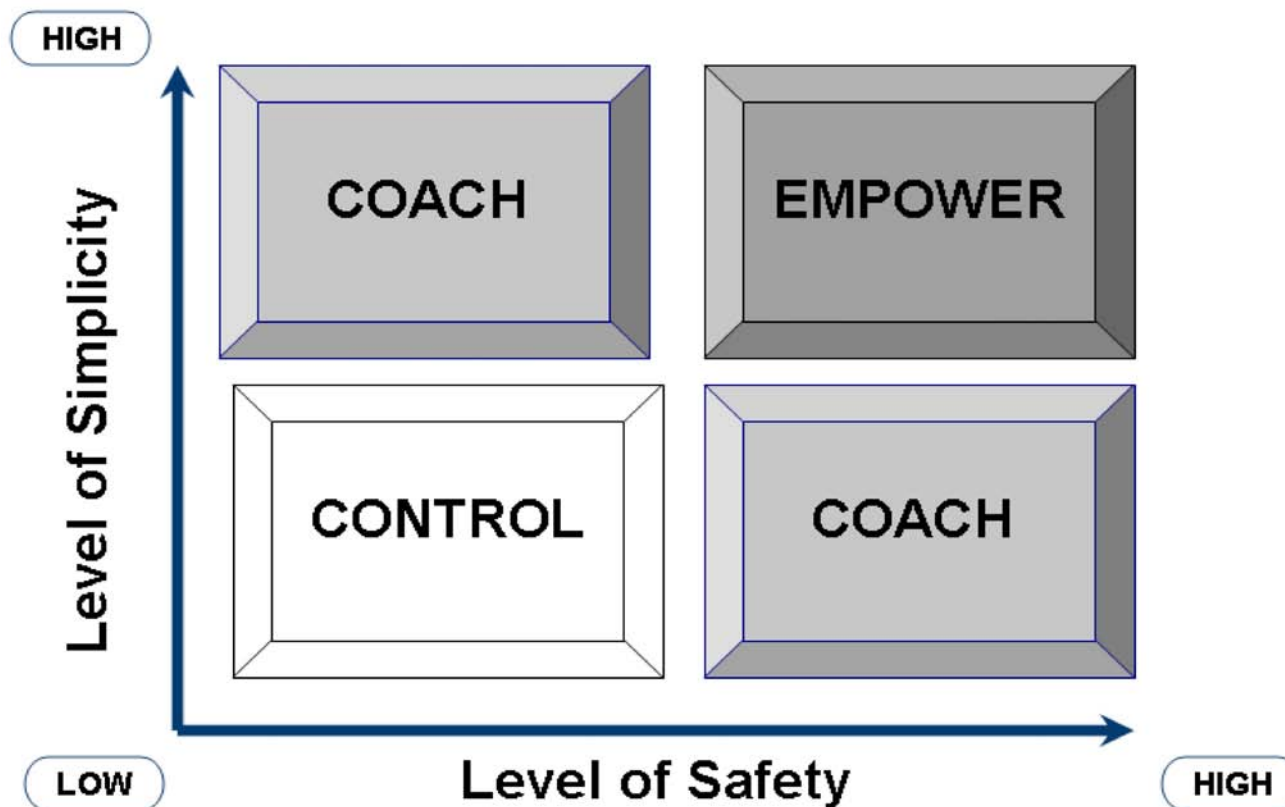 HIGH
Level of Simplicity
COACH
EMPOWER
CONTROL
COACH
LOW
Level of Safety
HIGH